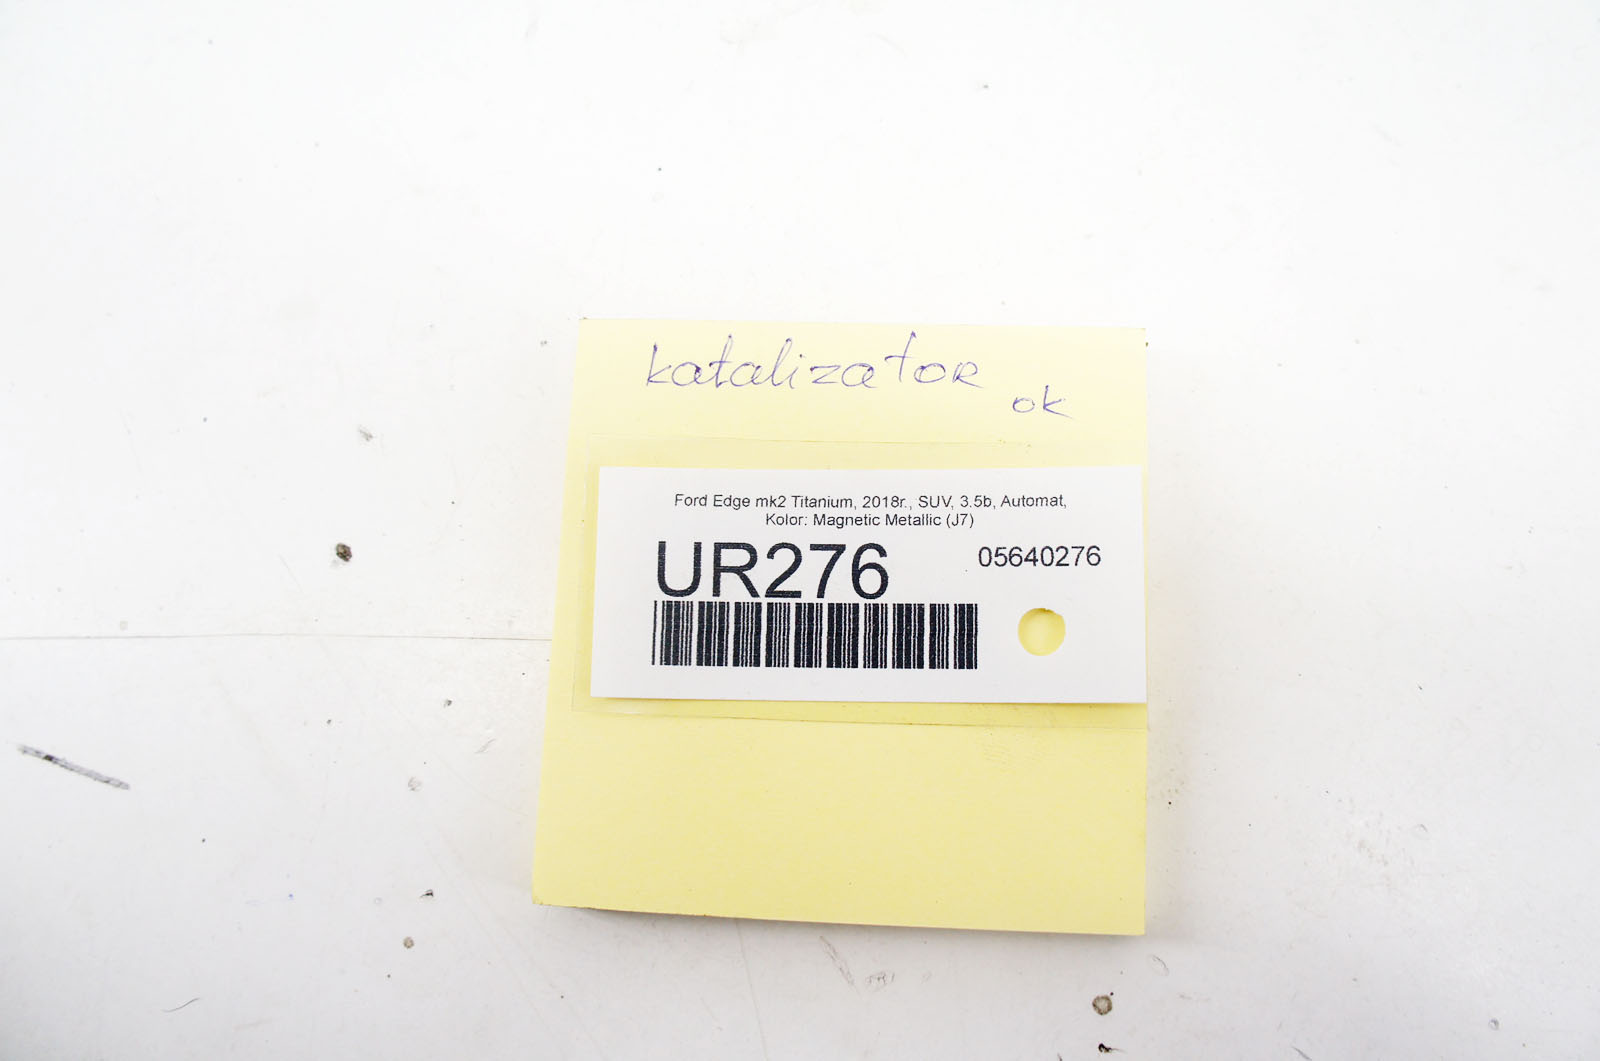 katalizator
ok
Ford Edge mk2 Titanium, 2018r., SUV, 3.5b, Automat,
Kolor: Magnetic Metallic (J7)
UR276
05640276